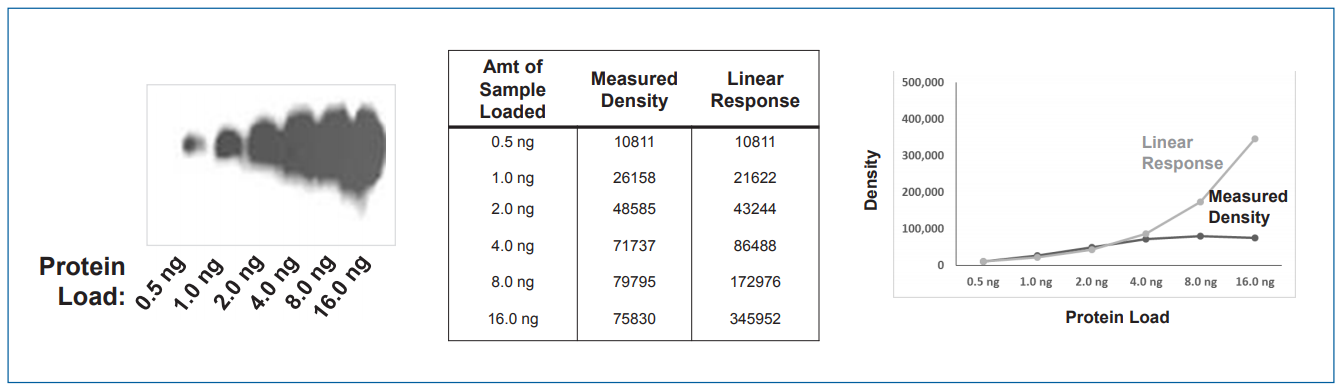 Protein
Load:
0.5 ng
1.0 ng
2.0 ng
4.0 ng
8.0 ng
16.0 ng
Amt of
Sample
Loaded
Measured
Density
Linear
Response
0.5 ng 10811 10811
1.0 ng 26158 21622
2.0 ng 48585 43244
4.0 ng 71737 86488
8.0 ng 79795 172976
16.0 ng 75830 345952
Density
500,000
400,000
300,000
200,000
100,000
0
Linear
Response
Measured
Density
0.5 ng 1.0 ng 2.0 ng 4.0 ng 8.0 ng 16.0 ng
Protein Load